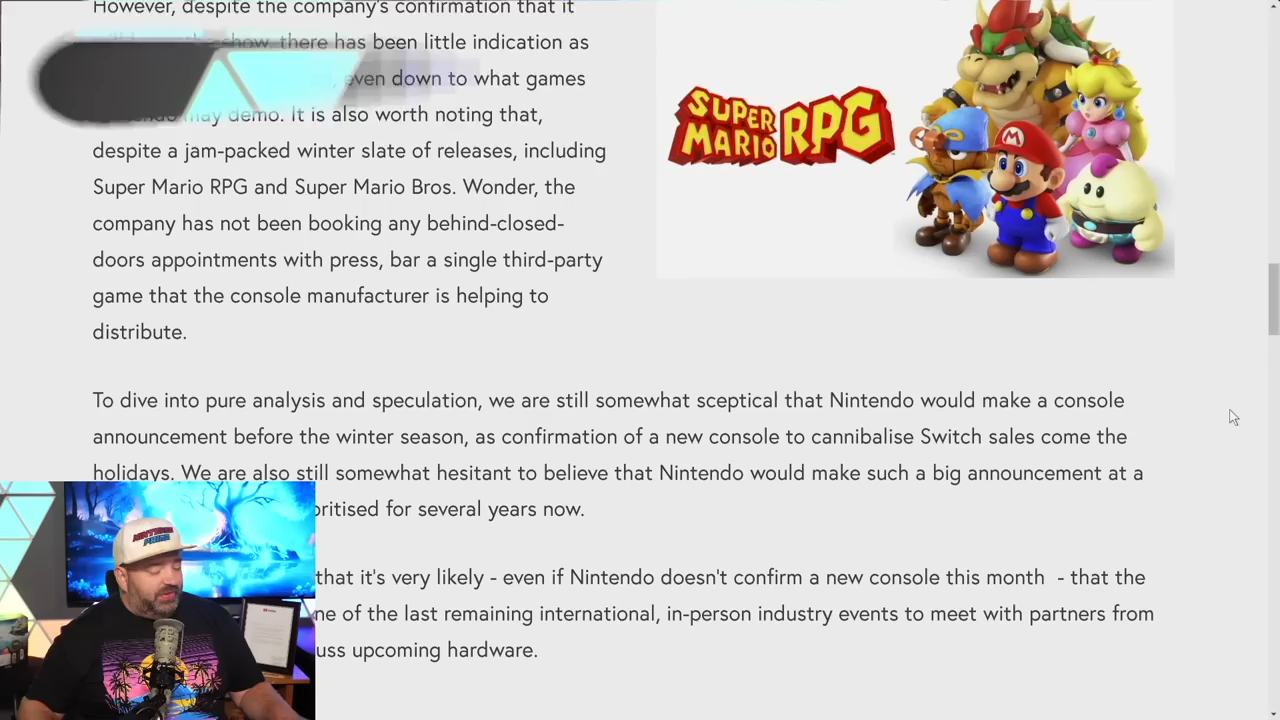 However, despite the company's confirmation that it
show, there has been little indication as
, even down to what games
may demo. It is also worth noting that,
despite a jam-packed winter slate of releases, including
Super Mario RPG and Super Mario Bros. Wonder, the
company has not been booking any behind-closed-
doors appointments with press, bar a single third-party
game that the console manufacturer is helping to
distribute.
SUPER
MARIO RPG
M
To dive into pure analysis and speculation, we are still somewhat sceptical that Nintendo would make a console
announcement before the winter season, as confirmation of a new console to cannibalise Switch sales come the
holidays. We are also still somewhat hesitant to believe that Nintendo would make such a big announcement at a
oritised for several years now.
that it's very likely - even if Nintendo doesn't confirm a new console this month - that the
ne of the last remaining international, in-person industry events to meet with partners from
uss upcoming hardware.
NINTENDO
PRIME